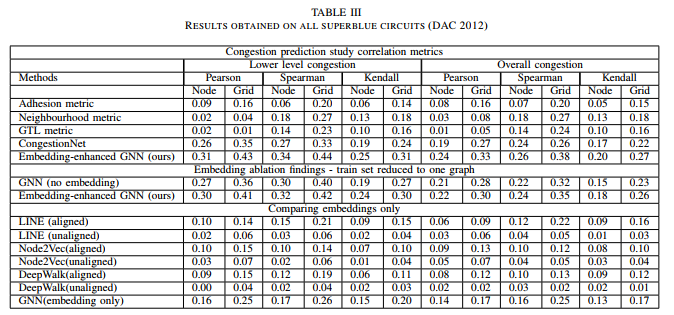 TABLE III
RESULTS OBTAINED ON ALL SUPERBLUE CIRCUITS (DAC 2012)
Congestion prediction study correlation metrics
Lower level congestion Overall congestion
Methods Pearson Spearman Kendall Pearson Spearman Kendall
Node Grid Node Grid Node Grid Node Grid Node Grid Node Grid
Adhesion metric 0.09 0.16 0.06 0.20 0.06 0.14 0.08 0.16 0.07 0.20 0.05 0.15
Neighbourhood metric 0.02 0.04 0.18 0.27 0.13 0.18 0.03 0.08 0.18 0.27 0.13 0.18
GTL metric 0.02 0.01 0.14 0.23 0.10 0.16 0.01 0.05 0.14 0.24 0.10 0.16
CongestionNet 0.26 0.35 0.27 0.33 0.19 0.24 0.19 0.27 0.24 0.26 0.17 0.22
Embedding-enhanced GNN (ours) 0.31 0.43 0.34 0.44 0.25 0.31 0.24 0.33 0.26 0.38 0.20 0.27
Embedding ablation findings - train set reduced to one graph
GNN (no embedding) 0.27 0.36 0.30 0.40 0.19 0.27 0.21 0.28 0.22 0.32 0.15 0.23
Embedding-enhanced GNN (ours) 0.30 0.41 0.32 0.42 0.24 0.30 0.22 0.30 0.24 0.35 0.18 0.26
Comparing embeddings only
LINE (aligned) 0.10 0.14 0.15 0.21 0.09 0.15 0.06 0.09 0.12 0.22 0.09 0.16
LINE (unaligned) 0.02 0.06 0.03 0.06 0.02 0.04 0.03 0.06 0.04 0.05 0.01 0.03
Node2Vec(aligned) 0.10 0.15 0.10 0.14 0.07 0.10 0.09 0.13 0.10 0.12 0.08 0.10
Node2Vec(unaligned) 0.03 0.07 0.02 0.06 0.01 0.04 0.05 0.07 0.04 0.05 0.03 0.04
DeepWalk(aligned) 0.09 0.15 0.12 0.19 0.06 0.11 0.08 0.12 0.10 0.13 0.09 0.12
DeepWalk(unaligned) 0.00 0.04 0.02 0.04 0.02 0.03 0.02 0.02 0.03 0.02 0.02 0.01
GNN(embedding only) 0.16 0.25 0.17 0.26 0.15 0.20 0.14 0.17 0.16 0.25 0.13 0.17